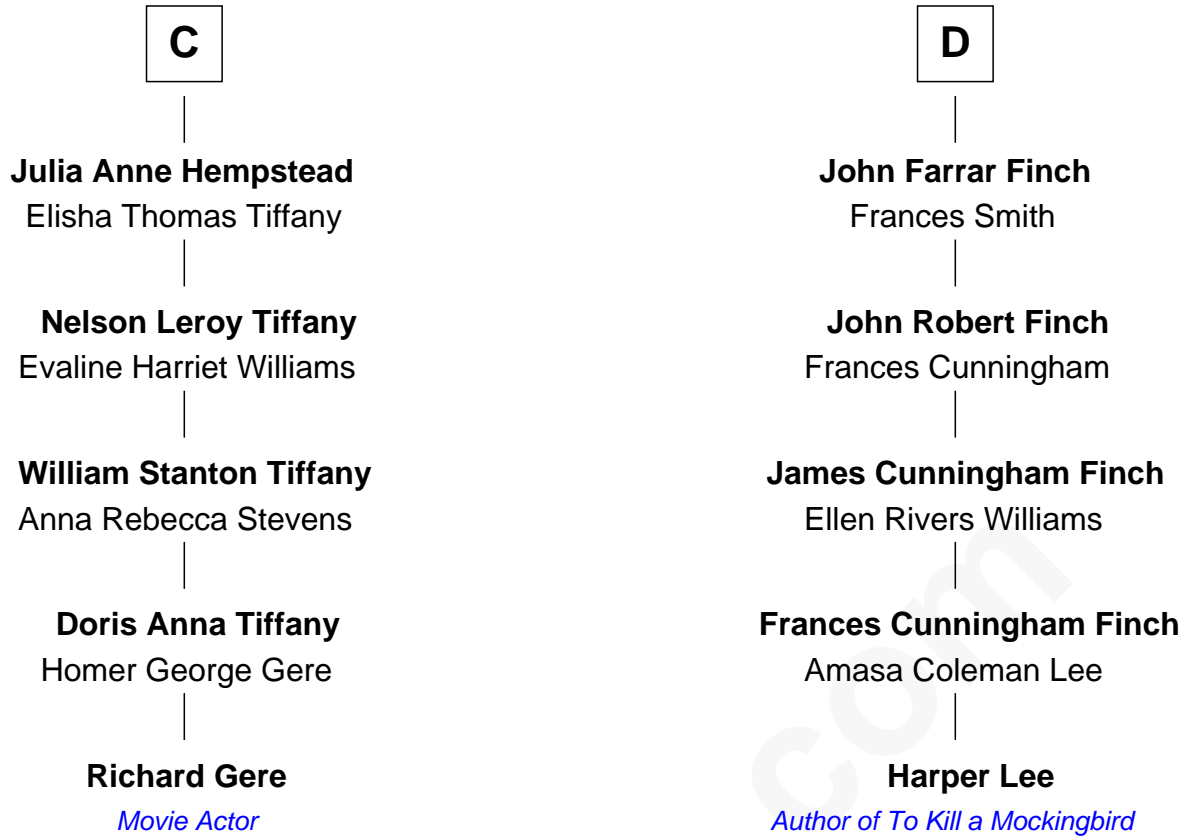 C
Julia Anne Hempstead
Elisha Thomas Tiffany
Nelson Leroy Tiffany
Evaline Harriet Williams
William Stanton Tiffany
Anna Rebecca Stevens
Doris Anna Tiffany
Homer George Gere
Richard Gere
Movie Actor
D
John Farrar Finch
Frances Smith
John Robert Finch
Frances Cunningham
James Cunningham Finch
Ellen Rivers Williams
Frances Cunningham Finch
Amasa Coleman Lee
Harper Lee
Author of To Kill a Mockingbird
com